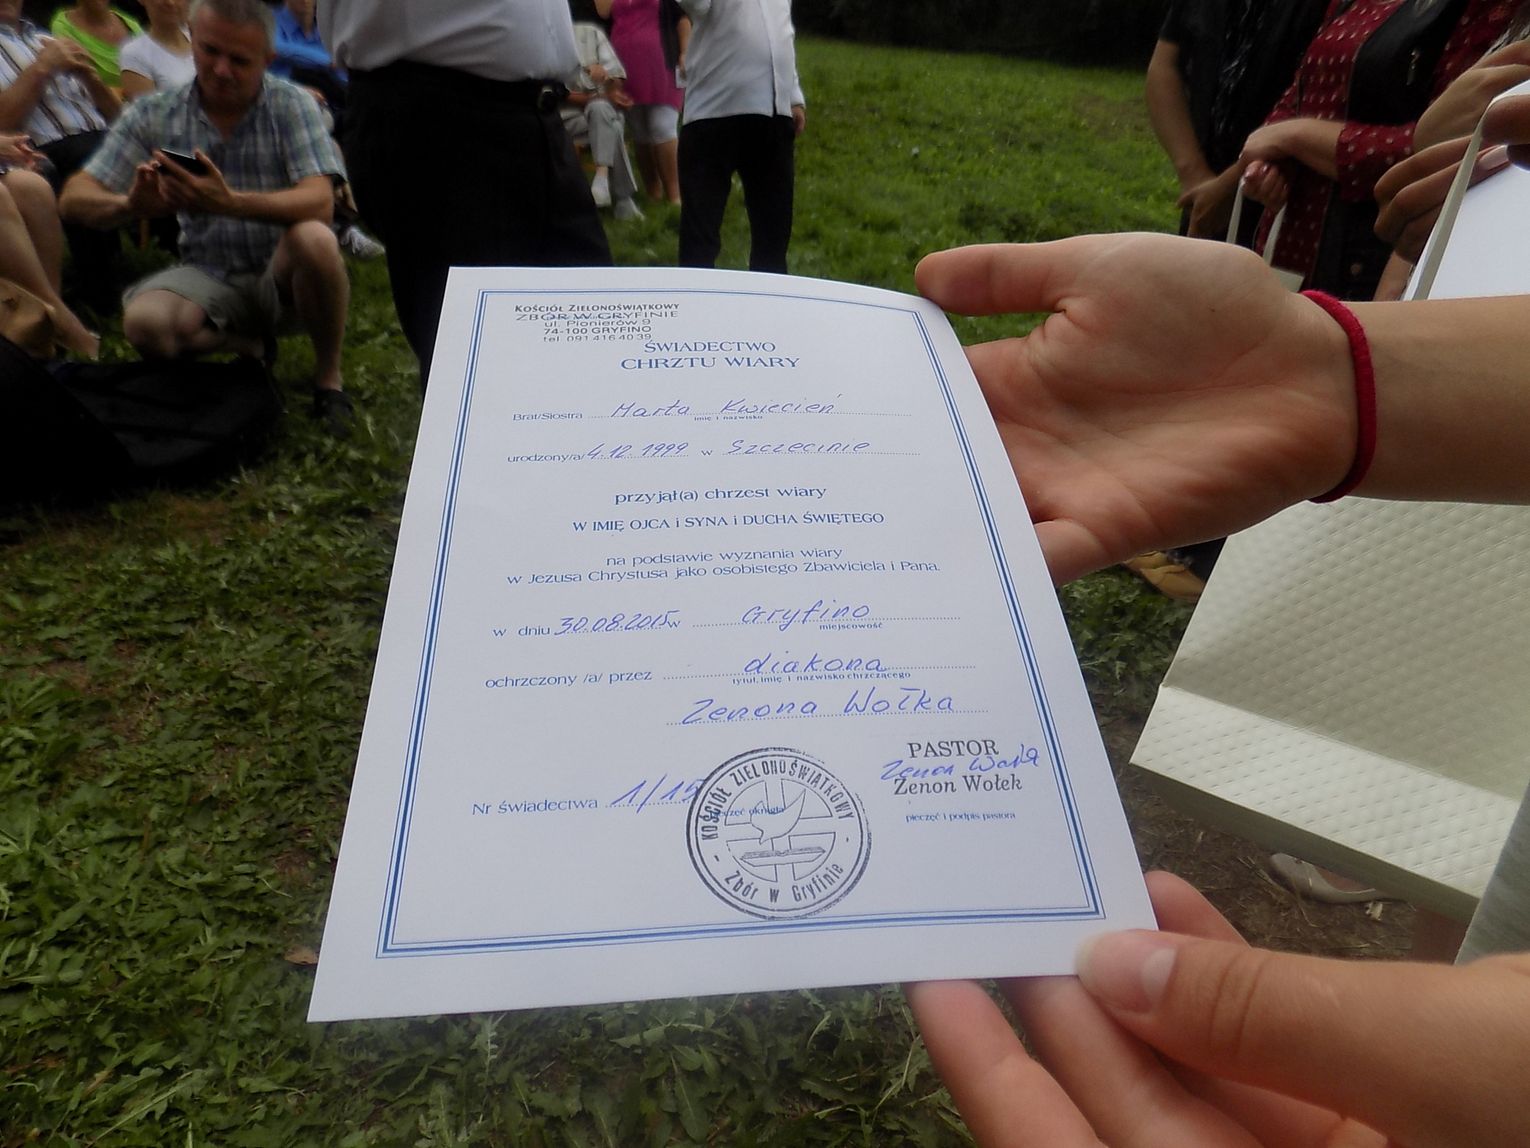 KOŚCIÓŁ ZIELONOŚWIĄTKOWY
ZBÓR W GRYFINIE
ul. Pionierów 9
74-100 GRYFINO
tel. 091 416 40 39
ŚWIADECTWO
CHRZTU WIARY
Brat/Siostra Marta Kwiecień
imię i nazwisko
urodzony/a/ 4.12.1999 w Szczecinie
przyjął(a) chrzest wiary
W IMIĘ OJCA i SYNA i DUCHA ŚWIĘTEGO
na podstawie wyznania wiary
w Jezusa Chrystusa jako osobistego Zbawiciela i Pana.
w dniu 30.08.2015 w Gryfino
miejscowość
ochrzczony /a/ przez diakona
tytuł, imię i nazwisko chrzczącego
Zenona Wołka
PASTOR
Zenon Wołek
Zenon Wołek
pieczęć i podpis pastora
Nr świadectwa 1/15
pieczęć okrągła
KOŚCIÓŁ ZIELONOŚWIĄTKOWY
- Zbór w Gryfinie -